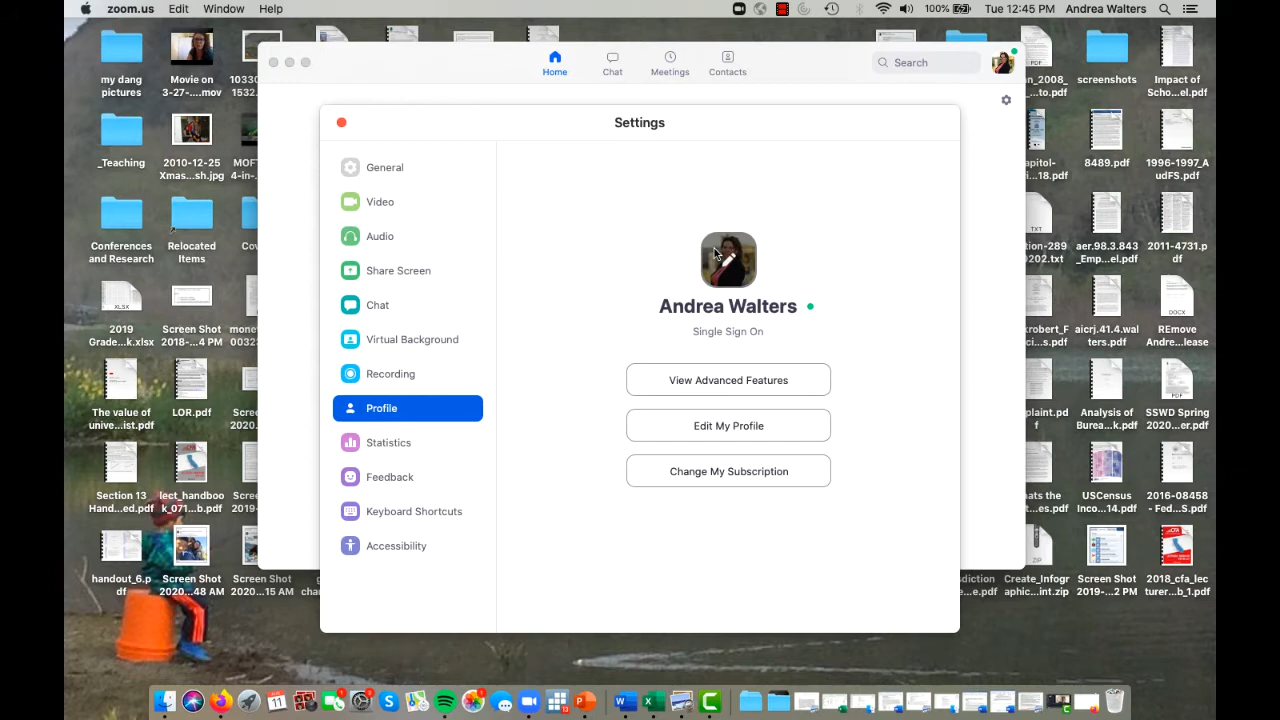 zoom.us Edit Window Help
100% Tue 12:45 PM Andrea Walters
Home
Chat
Meetings
Contacts
Search
Settings
General
Video
Audio
Share Screen
Chat
Virtual Background
Recording
Profile
Statistics
Feedback
Keyboard Shortcuts
Accessibility
Andrea Walters
Single Sign On
View Advanced Features
Edit My Profile
Change My Subscription
my dang
pictures
Movie on
3-27-....mov
_Teaching
2010-12-25
Xmas...sh.jpg
Conferences
and Research
Relocated
Items
XLSX
2019
Grade...k.xlsx
Screen Shot
2018-...4 PM
The value of
unive...ist.pdf
LOR.pdf
Section 13
Hand...ed.pdf
lect_handboo
k_071...b.pdf
handout_6.p
df
Screen Shot
2020...48 AM
Screen Shot
2020...15 AM
PDF
screenshots
Impact of
Scho...el.pdf
8489.pdf
1996-1997_A
udFS.pdf
TXT
aer.98.3.843
_Emp...el.pdf
2011-4731.p
df
aicrj.41.4.wal
ters.pdf
DOCX
REmove
Andre...lease
Analysis of
Burea...k.pdf
PDF
SSWD Spring
2020...er.pdf
USCensus
Inco...14.pdf
2016-08458
- Fed...S.pdf
ZIP
Create_Infogr
aphic...int.zip
Screen Shot
2019-...2 PM
2018_cfa_lec
turer...b_1.pdf